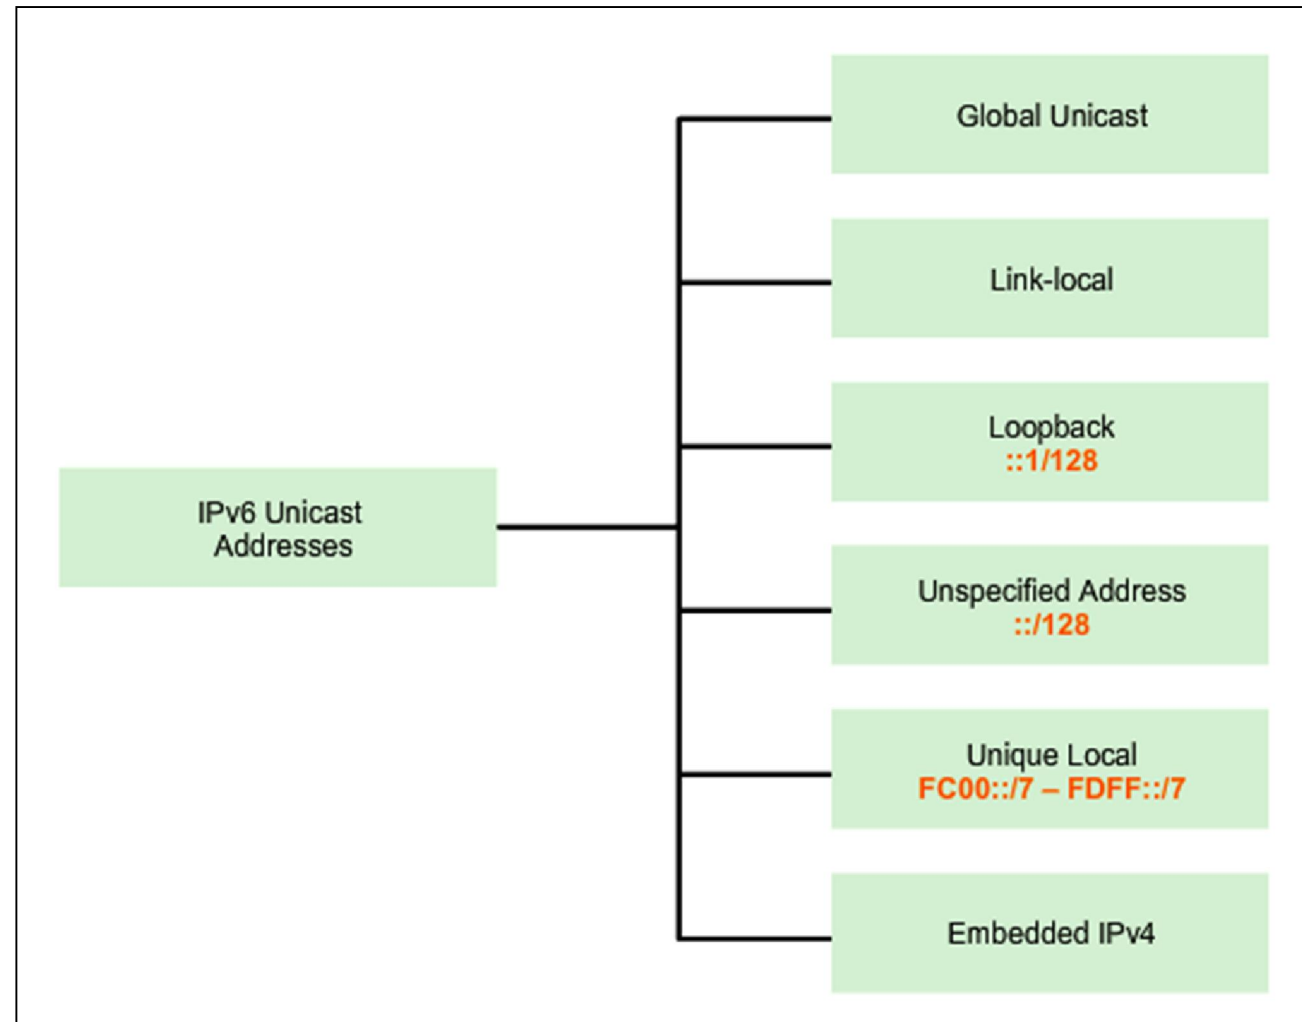 Global Unicast
Link-local
Loopback
::1/128
IPv6 Unicast
Addresses
Unspecified Address
::/128
Unique Local
FC00::/7 – FDFF::/7
Embedded IPv4